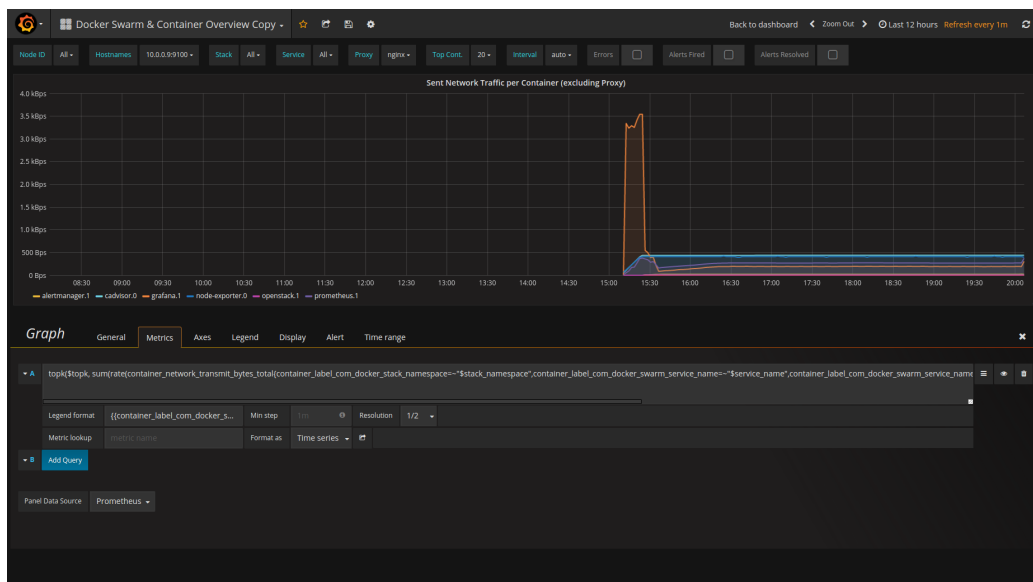 Docker Swarm & Container Overview Copy
Back to dashboard Zoom Out Last 12 hours Refresh every 1m
Node ID All Hostnames 10.0.0.9:9100 Stack All Service All Proxy nginx Top Cont. 20 Interval auto Errors Alerts Fired Alerts Resolved
Sent Network Traffic per Container (excluding Proxy)
4.0 kBps
3.5 kBps
3.0 kBps
2.5 kBps
2.0 kBps
1.5 kBps
1.0 kBps
500 Bps
0 Bps
08:30 09:00 09:30 10:00 10:30 11:00 11:30 12:00 12:30 13:00 13:30 14:00 14:30 15:00 15:30 16:00 16:30 17:00 17:30 18:00 18:30 19:00 19:30 20:00
alertmanager.1 cadvisor.0 grafana.1 node-exporter.0 openstack.1 prometheus.1
Graph General Metrics Axes Legend Display Alert Time range
A topk($topk, sum(rate(container_network_transmit_bytes_total{container_label_com_docker_stack_namespace=~"$stack_namespace",container_label_com_docker_swarm_service_name=~"$service_name",container_label_com_docker_swarm_service_name
Legend format {{container_label_com_docker_s... Min step 1m Resolution 1/2
Metric lookup metric name Format as Time series
B Add Query
Panel Data Source Prometheus